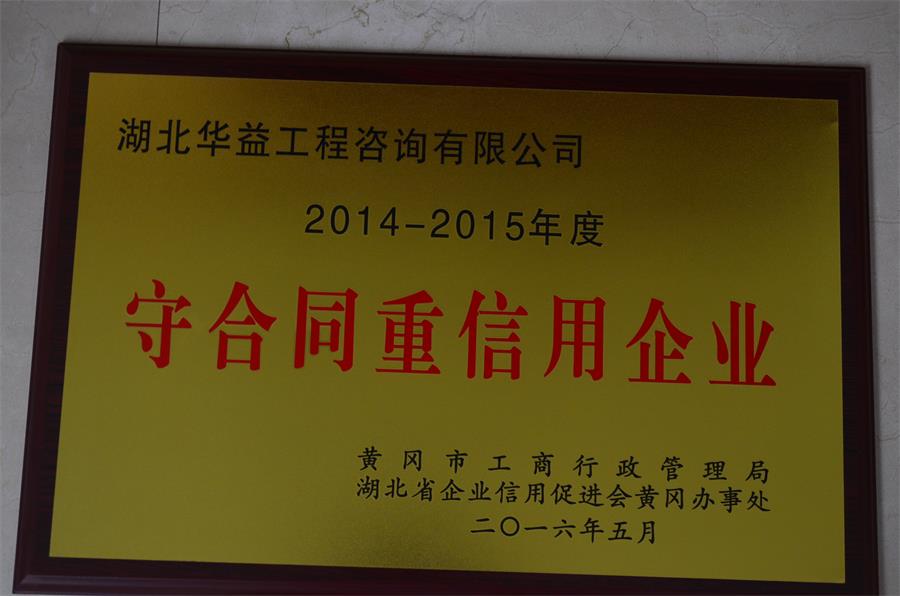 湖北华益工程咨询有限公司
2014-2015年度
守合同重信用企业
黄冈市工商行政管理局
湖北省企业信用促进会黄冈办事处
二〇一六年五月